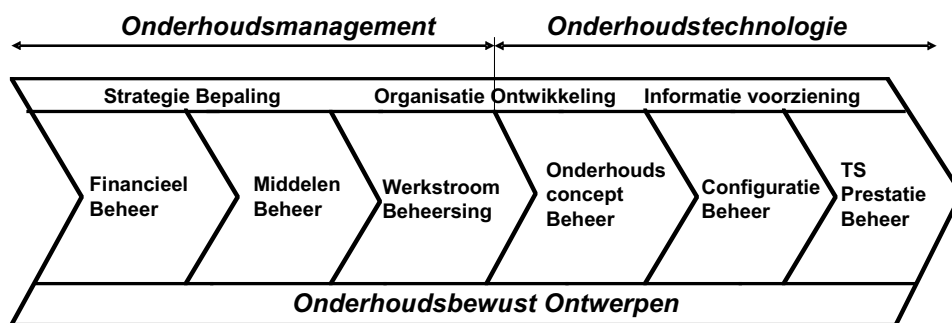 Onderhoudsmanagement Onderhoudstechnologie
Strategie Bepaling Organisatie Ontwikkeling Informatie voorziening
Financieel
Beheer
Middelen
Beheer
Werkstroom
Beheersing
Onderhouds
concept
Beheer
Configuratie
Beheer
TS
Prestatie
Beheer
Onderhoudsbewust Ontwerpen